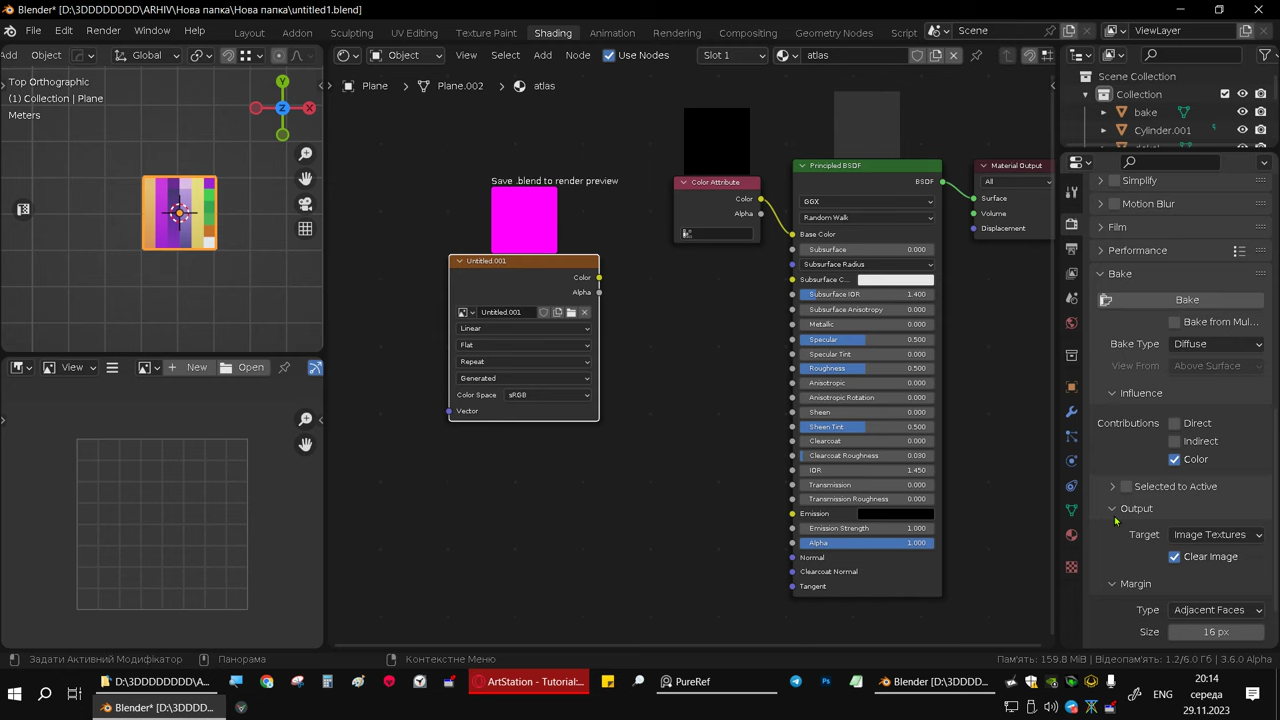 Blender* [D:\3DDDDDDDD\ARHIV\Нова папка\Нова папка\untitled1.blend]
File Edit Render Window Help Layout Modeling Sculpting UV Editing Texture Paint Shading Animation Rendering Compositing Geometry Nodes Scene ViewLayer
Add Object Global Object View Select Add Node Use Nodes Slot 1 atlas
Top Orthographic
(1) Collection | Plane
Meters
Plane > Plane.002 > atlas
Scene Collection
Collection
bake
Cylinder.001
Save .blend to render preview
Untitled.001
Color
Alpha
Untitled.001
Linear
Flat
Repeat
Generated
Color Space sRGB
Vector
Color Attribute
Color
Alpha
Principled BSDF
BSDF
GGX
Random Walk
Base Color
Subsurface 0.000
Subsurface Radius
Subsurface C...
Subsurface IOR 1.400
Subsurface Anisotropy 0.000
Metallic 0.000
Specular 0.500
Specular Tint 0.000
Roughness 0.500
Anisotropic 0.000
Anisotropic Rotation 0.000
Sheen 0.000
Sheen Tint 0.500
Clearcoat 0.000
Clearcoat Roughness 0.030
IOR 1.450
Transmission 0.000
Transmission Roughness 0.000
Emission
Emission Strength 1.000
Alpha 1.000
Normal
Clearcoat Normal
Tangent
Material Output
All
Surface
Volume
Displacement
View New Open
Simplify
Motion Blur
Film
Performance
Bake
Bake
Bake from Mul...
Bake Type Diffuse
View From Above Surface
Influence
Contributions Direct
Indirect
Color
Selected to Active
Output
Target Image Textures
Clear Image
Margin
Type Adjacent Faces
Size 16 px
Задати Активний Модифікатор Панорама Контекстне Меню Пам'ять: 159.8 MiB | Відеопам'ять: 1.2/6.0 Гб | 3.6.0 Alpha
D:\3DDDDDDDD\A... ArtStation - Tutorial:... PureRef Blender [D:\3DDDD...
20:14
ENG середа
Blender* [D:\3DDDD...
29.11.2023